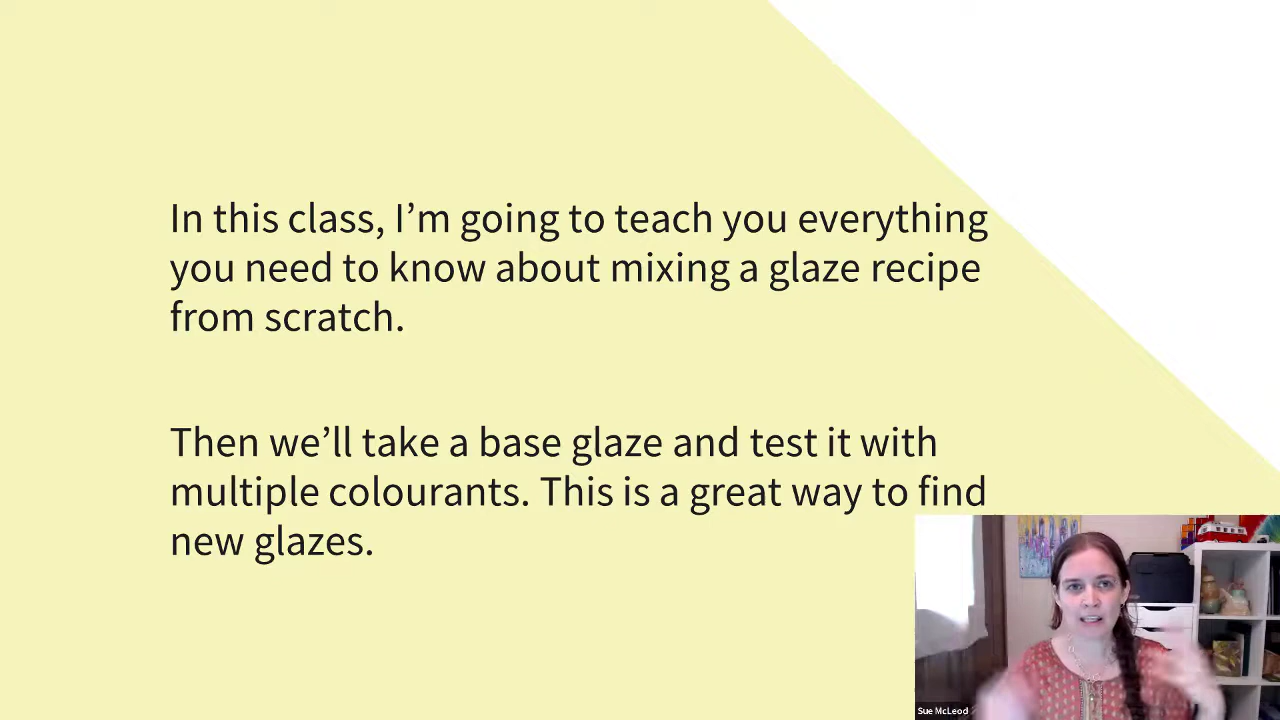 In this class, I’m going to teach you everything
you need to know about mixing a glaze recipe
from scratch.
Then we’ll take a base glaze and test it with
multiple colourants. This is a great way to find
new glazes.
Sue McLeod